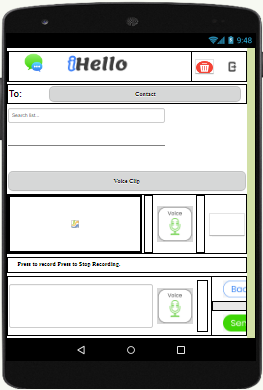 9:48
iHello
To:
Contact
Search list...
Voice Clip
Voice
Press to record Press to Stop Recording.
Voice
Bac
Sen